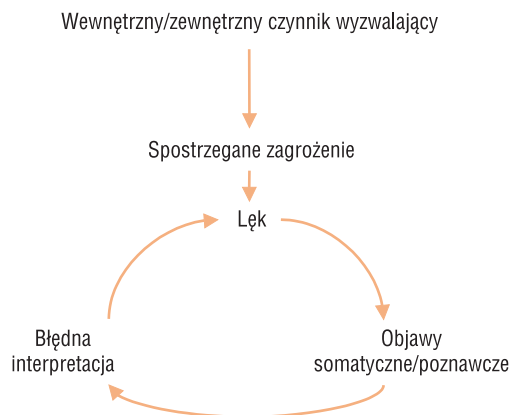 Wewnętrzny/zewnętrzny czynnik wyzwalający
Spostrzegane zagrożenie
Lęk
Błędna
interpretacja
Objawy
somatyczne/poznawcze